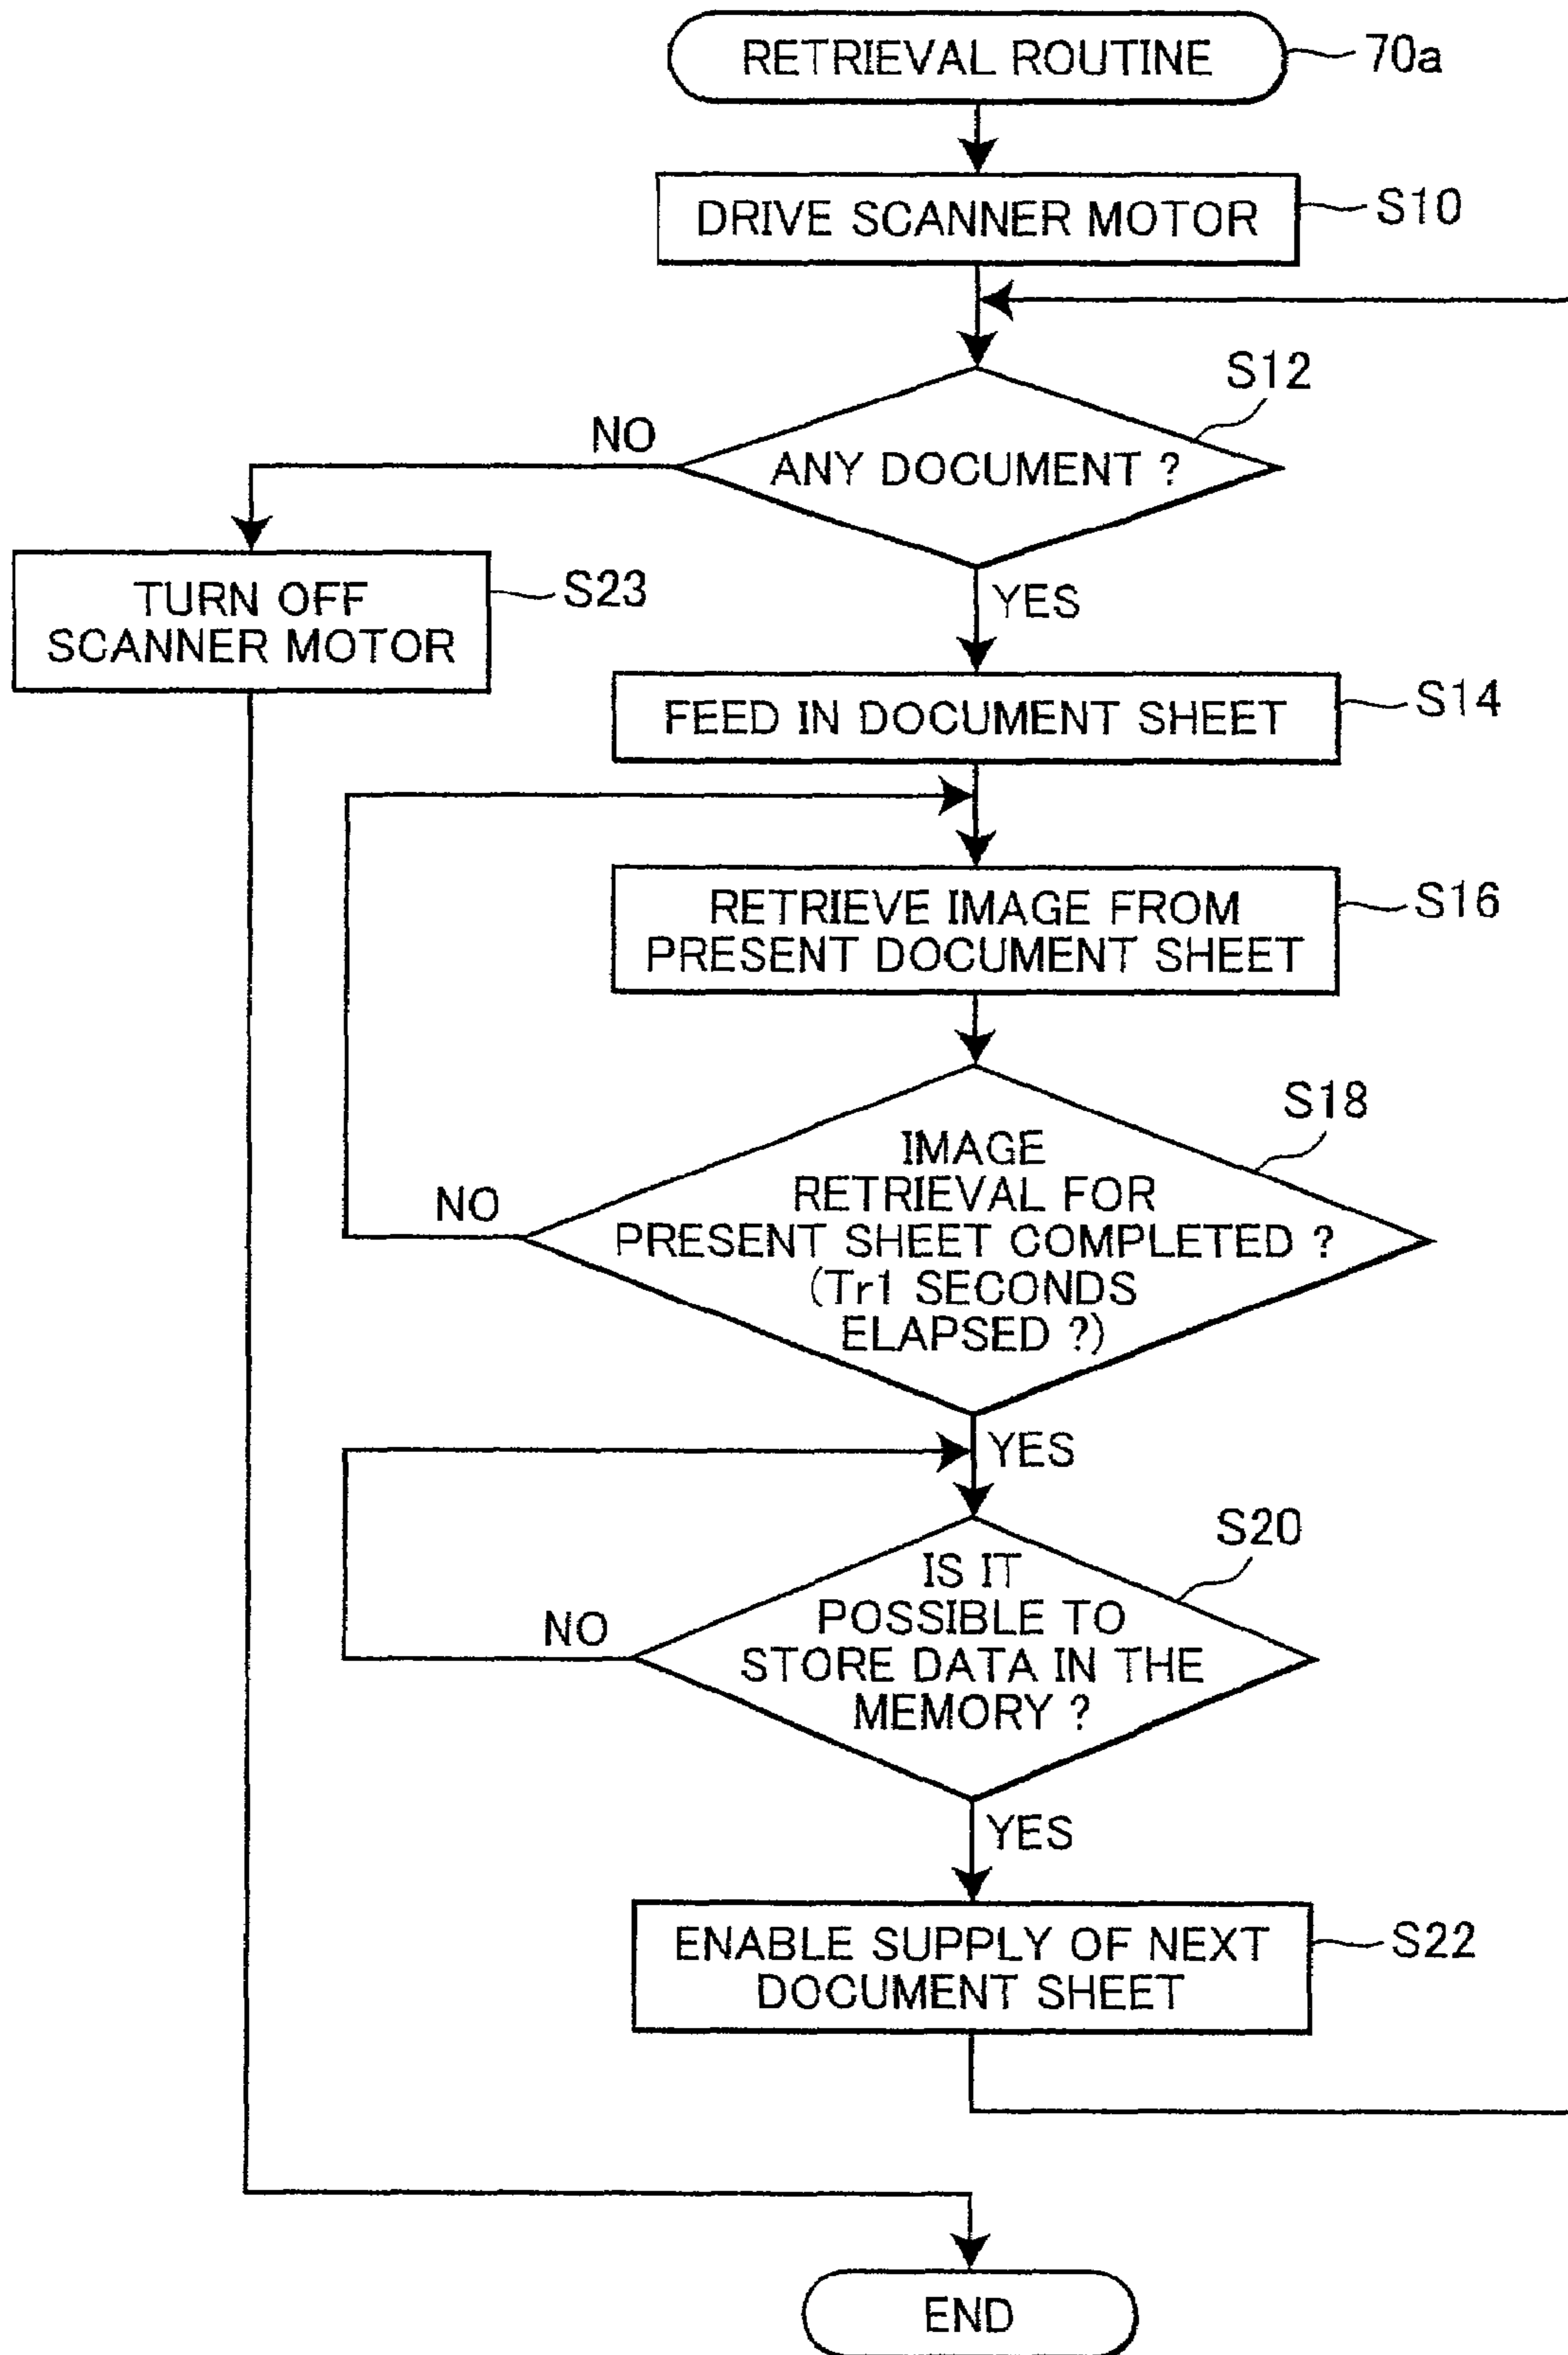 RETRIEVAL ROUTINE
70a
DRIVE SCANNER MOTOR
S10
S12
NO
ANY DOCUMENT ?
TURN OFF
SCANNER MOTOR
S23
YES
FEED IN DOCUMENT SHEET
S14
RETRIEVE IMAGE FROM
PRESENT DOCUMENT SHEET
S16
S18
IMAGE
RETRIEVAL FOR
PRESENT SHEET COMPLETED ?
(Tr1 SECONDS
ELAPSED ?)
NO
YES
S20
IS IT
POSSIBLE TO
STORE DATA IN THE
MEMORY ?
NO
YES
ENABLE SUPPLY OF NEXT
DOCUMENT SHEET
S22
END